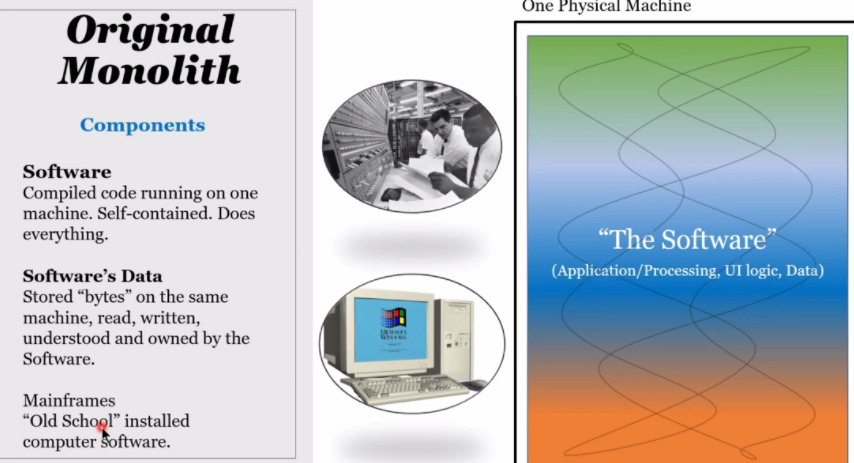 Original
Monolith
Components
Software
Compiled code running on one
machine. Self-contained. Does
everything.
Software's Data
Stored “bytes” on the same
machine, read, written,
understood and owned by the
Software.
Mainframes
“Old School” installed
computer software.
MICROSOFT
WINDOWS
One Physical Machine
“The Software”
(Application/Processing, UI logic, Data)